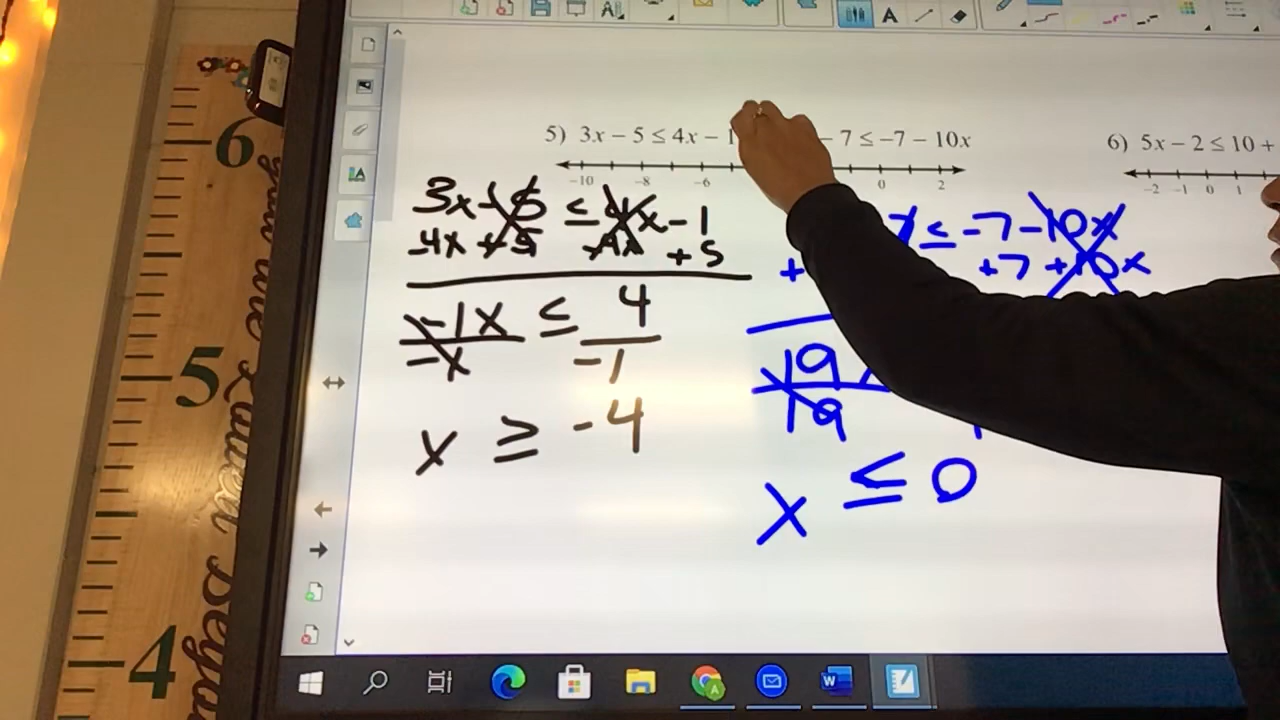 5) 3x − 5 ≤ 4x − 1 − 7 ≤ −7 − 10x
6) 5x − 2 ≤ 10 +
-10 -8 -6 0 2
-2 -1 0 1
3x - 5 ≤ 4x - 1
-4x + 5 -4x + 5
-1x ≤ 4
-1 -1
x ≥ -4
≤ -7 - 10x
+ +7 +10x
19
19
x ≤ 0
6
5
4
A
W